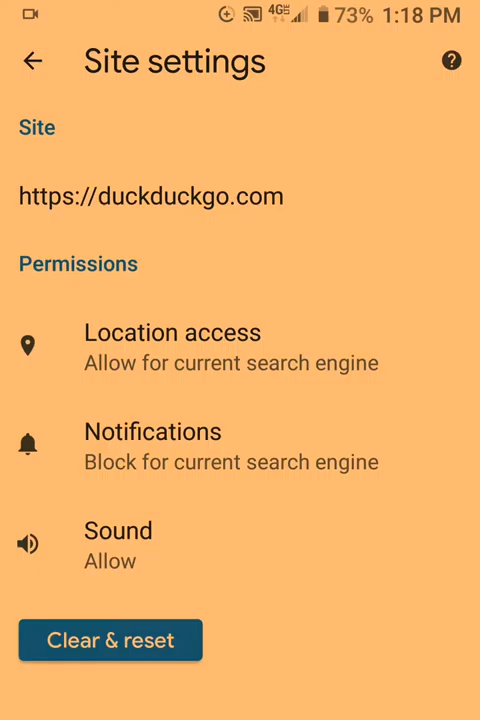 4GE 73% 1:18 PM
Site settings
Site
https://duckduckgo.com
Permissions
Location access
Allow for current search engine
Notifications
Block for current search engine
Sound
Allow
Clear & reset